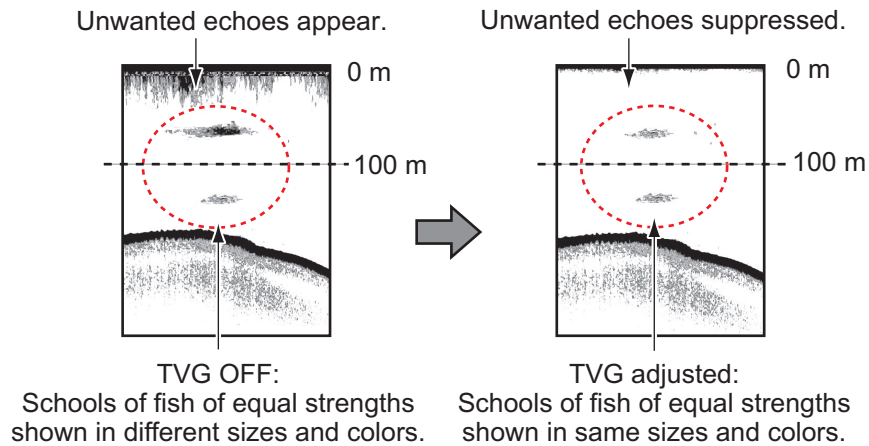 Unwanted echoes appear.
Unwanted echoes suppressed.
0 m
0 m
100 m
100 m
TVG OFF:
Schools of fish of equal strengths
shown in different sizes and colors.
TVG adjusted:
Schools of fish of equal strengths
shown in same sizes and colors.